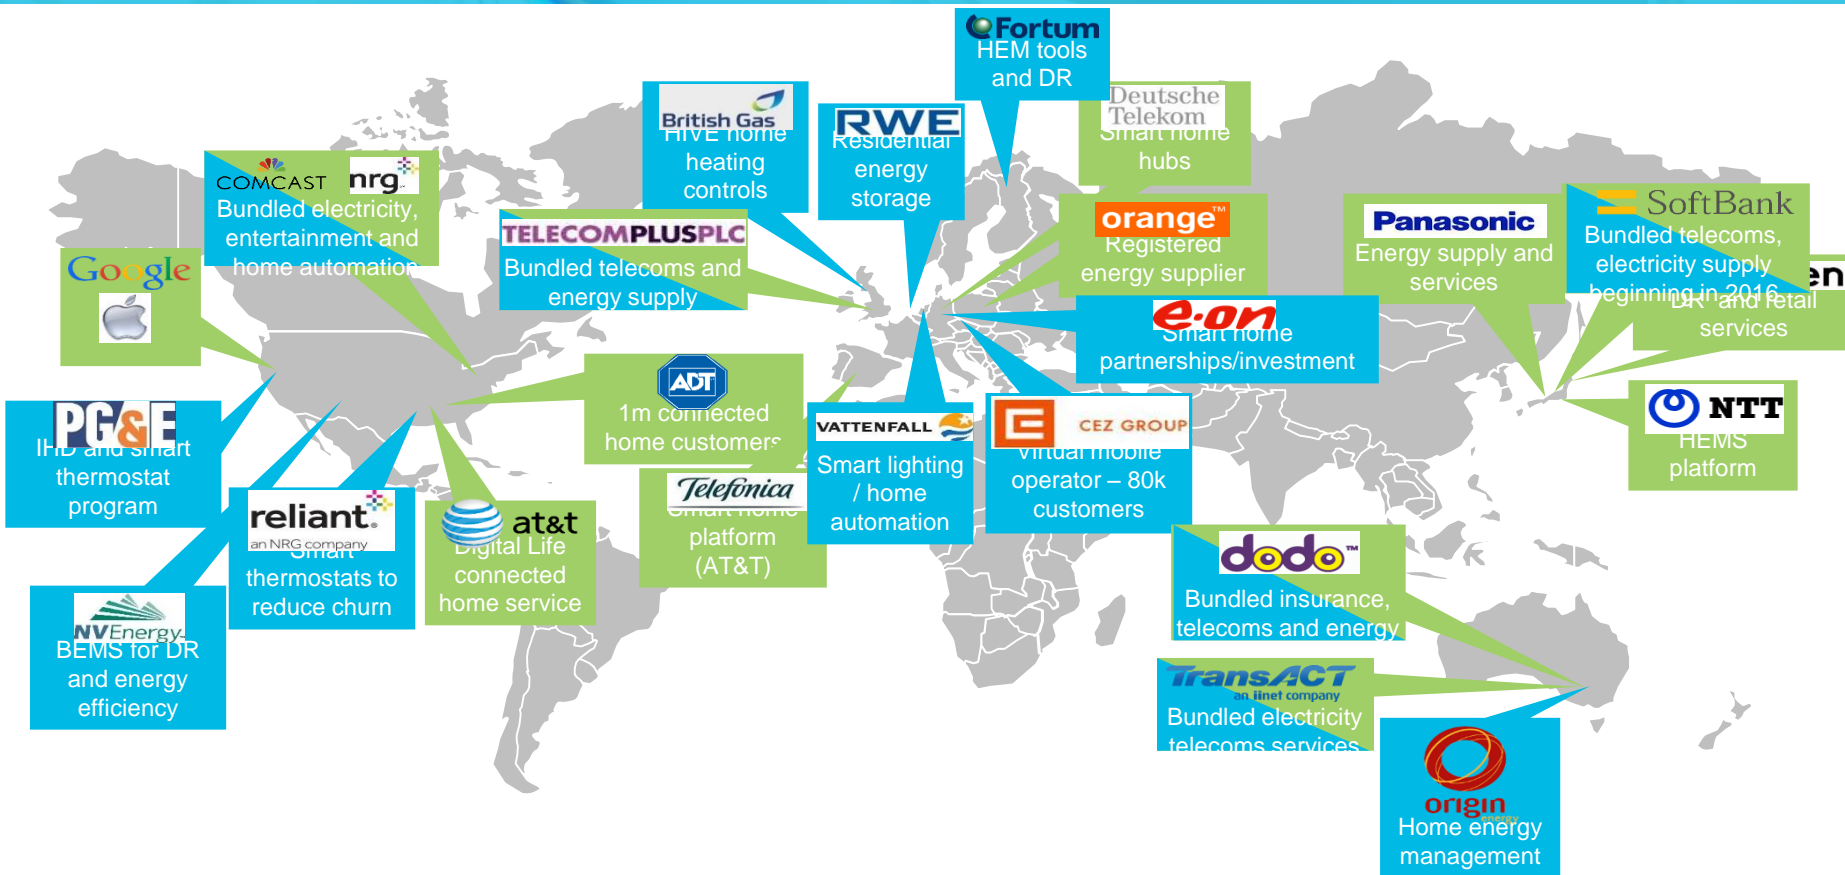 Fortum
HEM tools
and DR
British Gas
HIVE home
heating
controls
RWE
Residential
energy
storage
Deutsche
Telekom
Smart home
hubs
COMCAST nrg
Bundled electricity,
entertainment and
home automation
TELECOMPLUSPLC
Bundled telecoms and
energy supply
orange™
Registered
energy supplier
Panasonic
Energy supply and
services
SoftBank
Bundled telecoms,
electricity supply
beginning in 2016
en
DR and retail
services
Google
e·on
Smart home
partnerships/investment
ADT
1m connected
home customers
PG&E
IHD and smart
thermostat
program
VATTENFALL
Smart lighting
/ home
automation
CEZ GROUP
Virtual mobile
operator – 80k
customers
NTT
HEMS
platform
reliant
an NRG company
Smart
thermostats to
reduce churn
at&t
Digital Life
connected
home service
Telefonica
Smart home
platform
(AT&T)
dodo™
Bundled insurance,
telecoms and energy
NVEnergy
BEMS for DR
and energy
efficiency
TransACT
an iinet company
Bundled electricity
telecoms services
origin
energy
Home energy
management